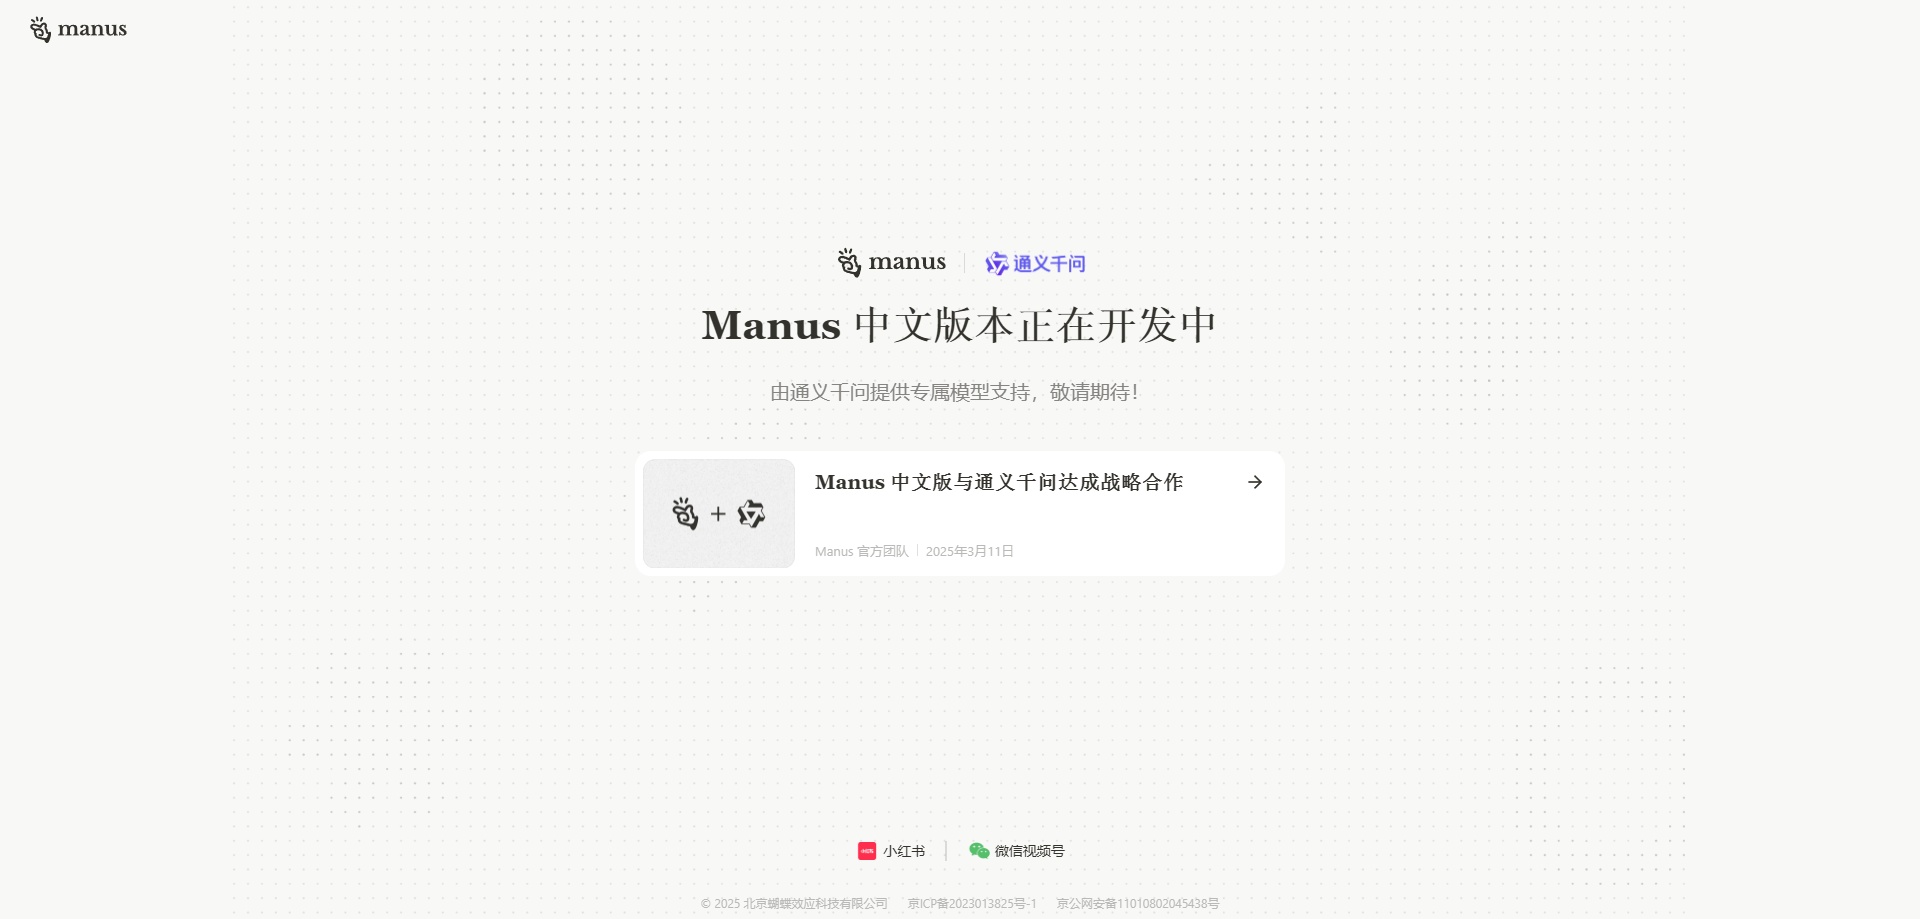 manus
manus 通义千问
Manus 中文版本正在开发中
由通义千问提供专属模型支持，敬请期待！
Manus 中文版与通义千问达成战略合作
Manus 官方团队 2025年3月11日
小红书 微信视频号
© 2025 北京蝴蝶效应科技有限公司 京ICP备2023013825号-1 京公网安备11010802045438号